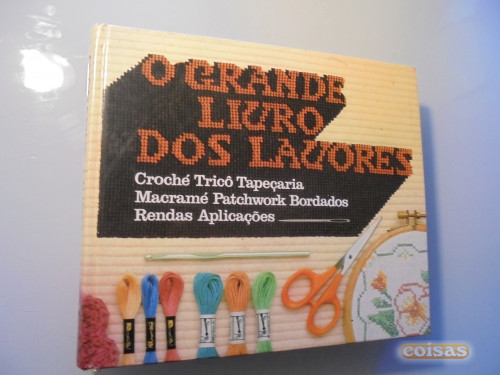 O GRANDE
LIVRO
DOS LAVORES
Croché Tricô Tapeçaria
Macramé Patchwork Bordados
Rendas Aplicações
coisas